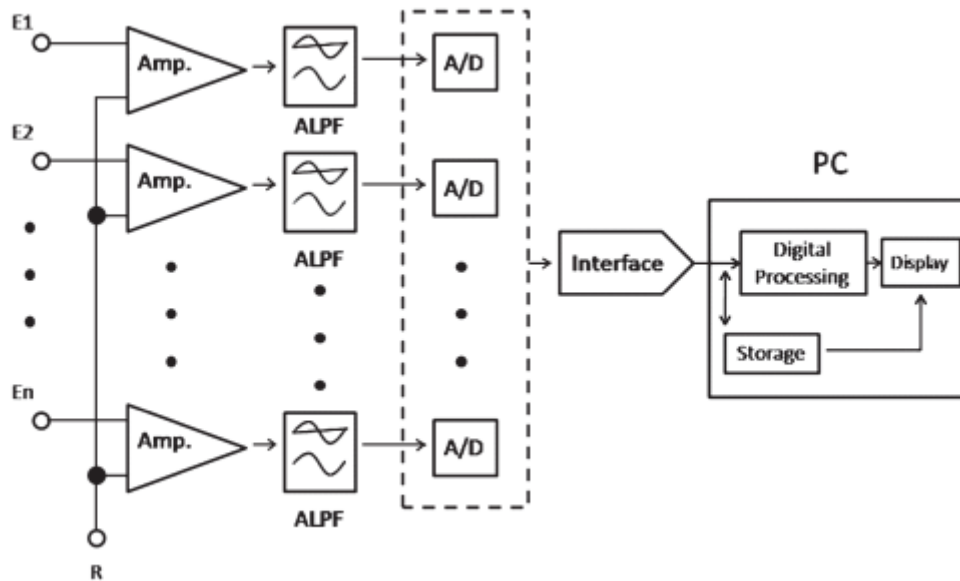 E1
Amp.
A/D
ALPF
E2
Amp.
A/D
ALPF
PC
Interface
Digital
Processing
Display
Storage
En
Amp.
A/D
ALPF
R